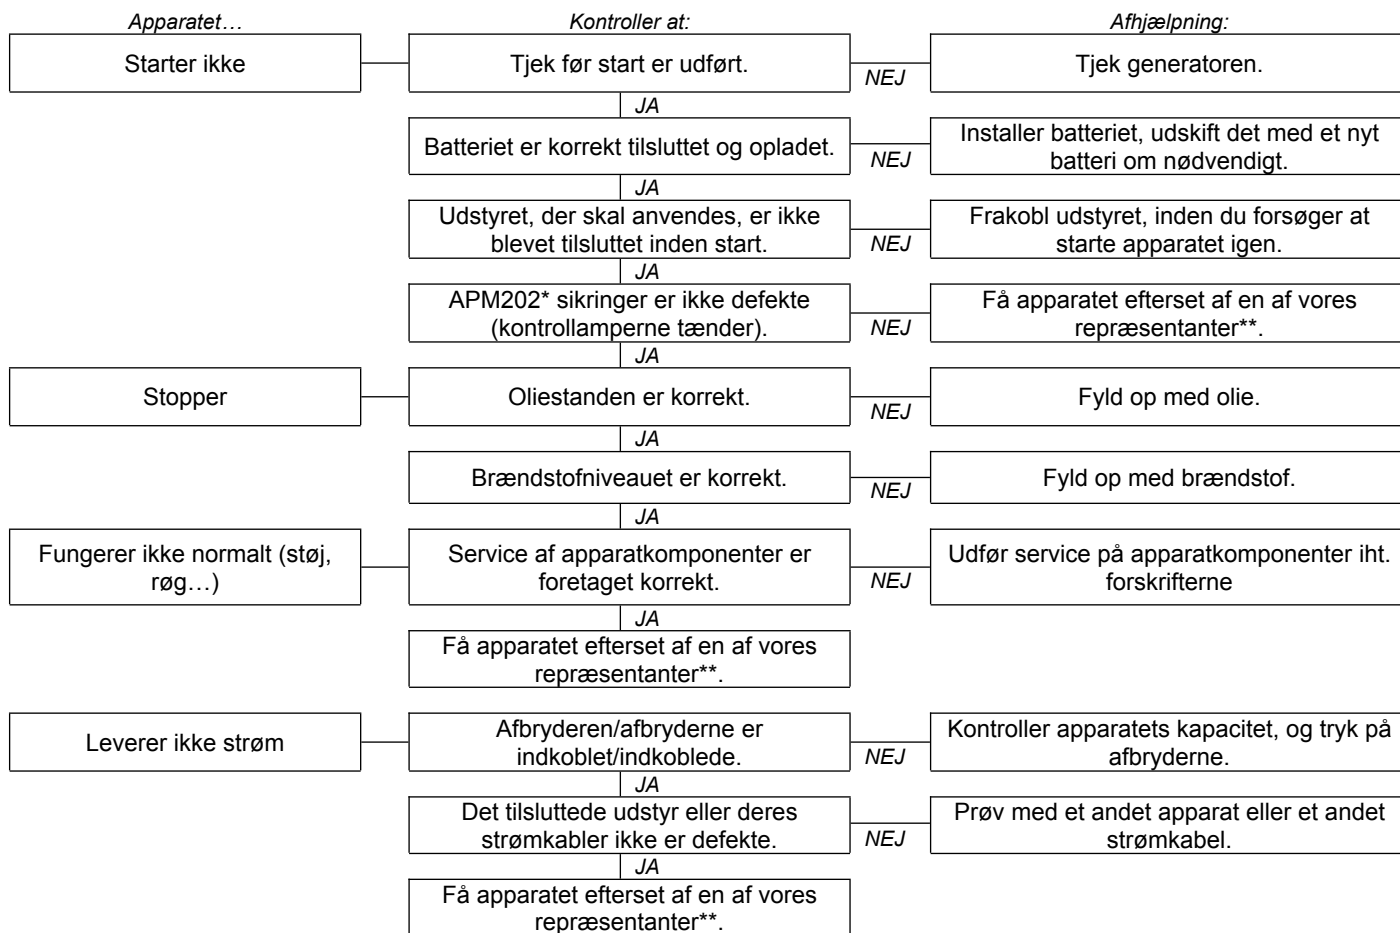 Apparatet…
Kontroller at:
Afhjælpning:
Starter ikke
Tjek før start er udført.
NEJ
Tjek generatoren.
JA
Batteriet er korrekt tilsluttet og opladet.
NEJ
Installer batteriet, udskift det med et nyt
batteri om nødvendigt.
JA
Udstyret, der skal anvendes, er ikke
blevet tilsluttet inden start.
NEJ
Frakobl udstyret, inden du forsøger at
starte apparatet igen.
JA
APM202* sikringer er ikke defekte
(kontrollamperne tænder).
NEJ
Få apparatet efterset af en af vores
repræsentanter**.
JA
Stopper
Oliestanden er korrekt.
NEJ
Fyld op med olie.
JA
Brændstofniveauet er korrekt.
NEJ
Fyld op med brændstof.
JA
Fungerer ikke normalt (støj,
røg…)
Service af apparatkomponenter er
foretaget korrekt.
NEJ
Udfør service på apparatkomponenter iht.
forskrifterne
JA
Få apparatet efterset af en af vores
repræsentanter**.
Leverer ikke strøm
Afbryderen/afbryderne er
indkoblet/indkoblede.
NEJ
Kontroller apparatets kapacitet, og tryk på
afbryderne.
JA
Det tilsluttede udstyr eller deres
strømkabler ikke er defekte.
NEJ
Prøv med et andet apparat eller et andet
strømkabel.
JA
Få apparatet efterset af en af vores
repræsentanter**.